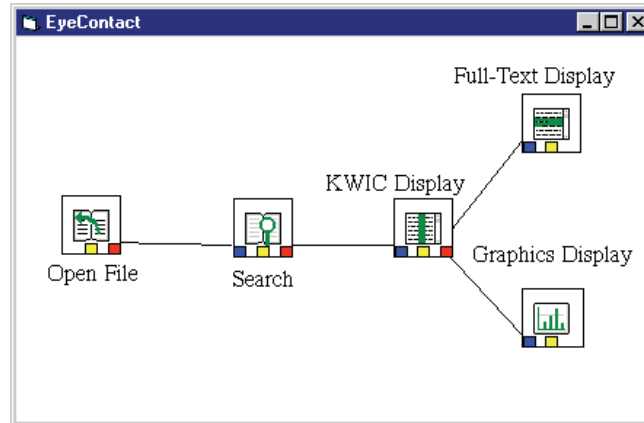 EyeContact
Full-Text Display
KWIC Display
Graphics Display
Open File
Search